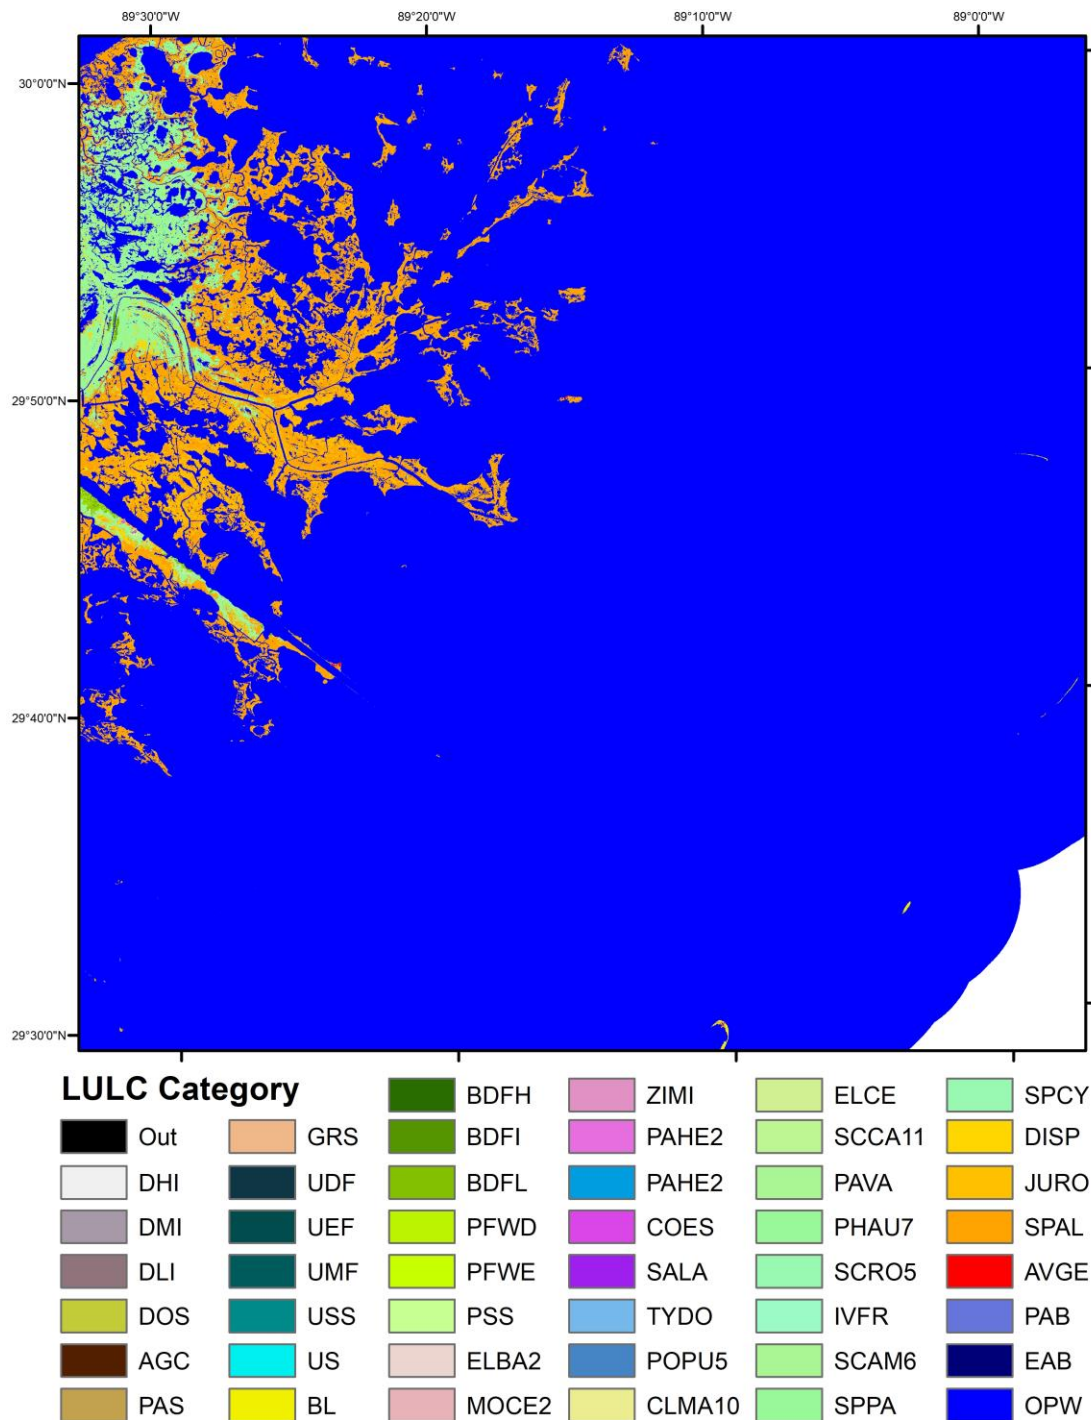 89°30'0"W 89°20'0"W 89°10'0"W 89°0'0"W
30°0'0"N
29°50'0"N
29°40'0"N
29°30'0"N
LULC Category
BDFH ZIMI ELCE SPCY
Out GRS BDFI PAHE2 SCCA11 DISP
DHI UDF BDFL PAHE2 PAVA JURO
DMI UEF PFWD COES PHAU7 SPAL
DLI UMF PFWE SALA SCRO5 AVGE
DOS USS PSS TYDO IVFR PAB
AGC US ELBA2 POPU5 SCAM6 EAB
PAS BL MOCE2 CLMA10 SPPA OPW